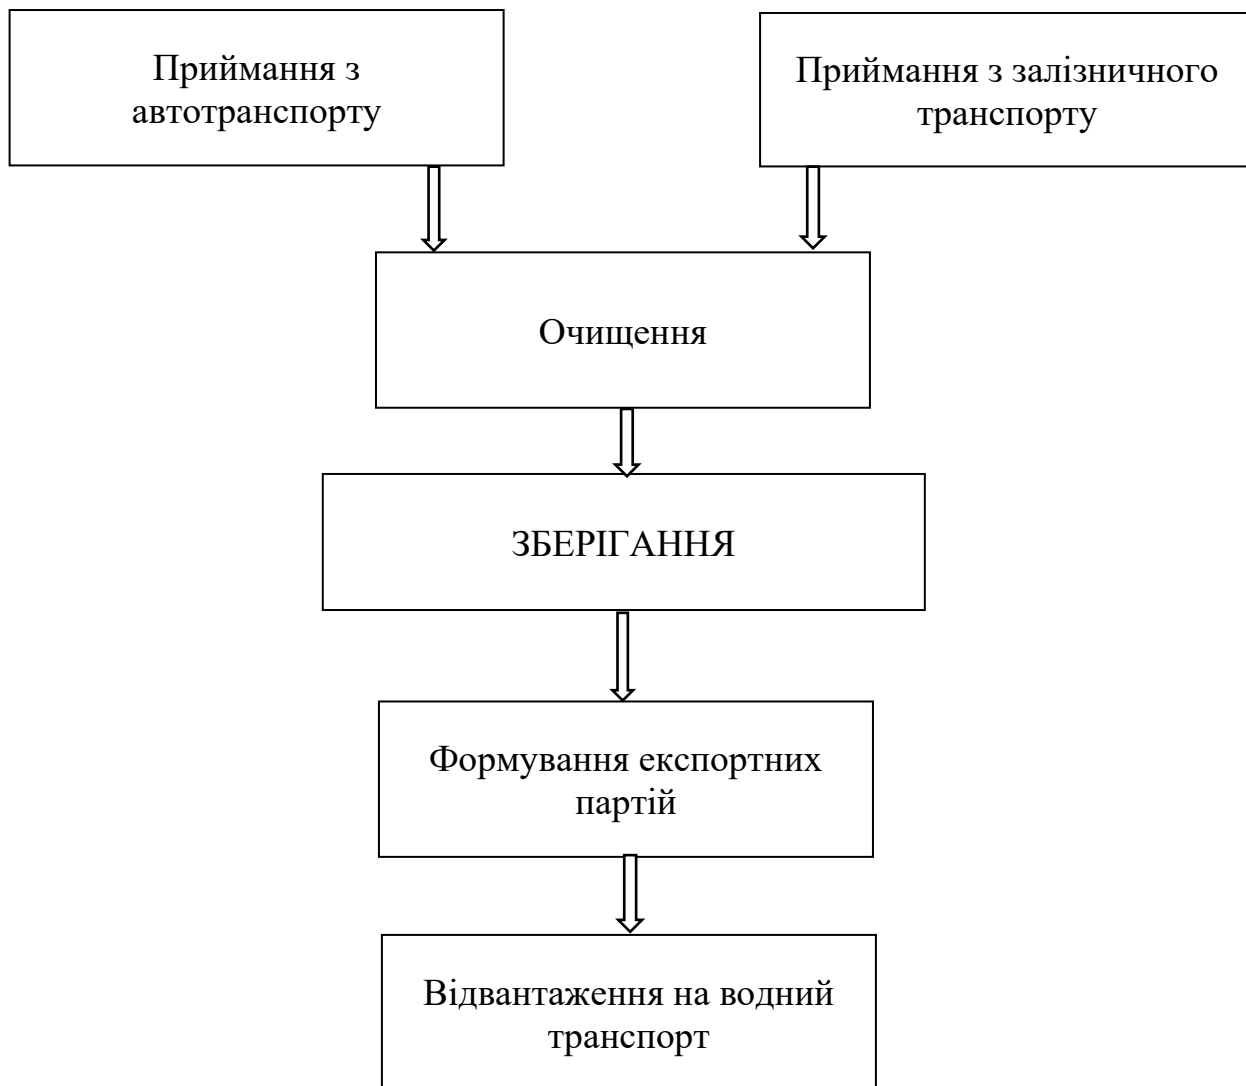 Приймання з
автотранспорту
Приймання з залізничного
транспорту
Очищення
ЗБЕРІГАННЯ
Формування експортних
партій
Відвантаження на водний
транспорт